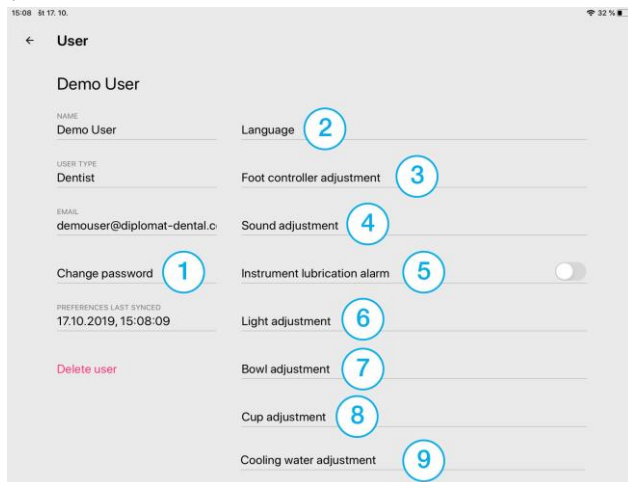 15:08 št 17. 10.
32 %
← User
Demo User
NAME
Demo User
USER TYPE
Dentist
EMAIL
demouser@diplomat-dental.c
Change password 1
PREFERENCES LAST SYNCED
17.10.2019, 15:08:09
Delete user
Language 2
Foot controller adjustment 3
Sound adjustment 4
Instrument lubrication alarm 5
Light adjustment 6
Bowl adjustment 7
Cup adjustment 8
Cooling water adjustment 9